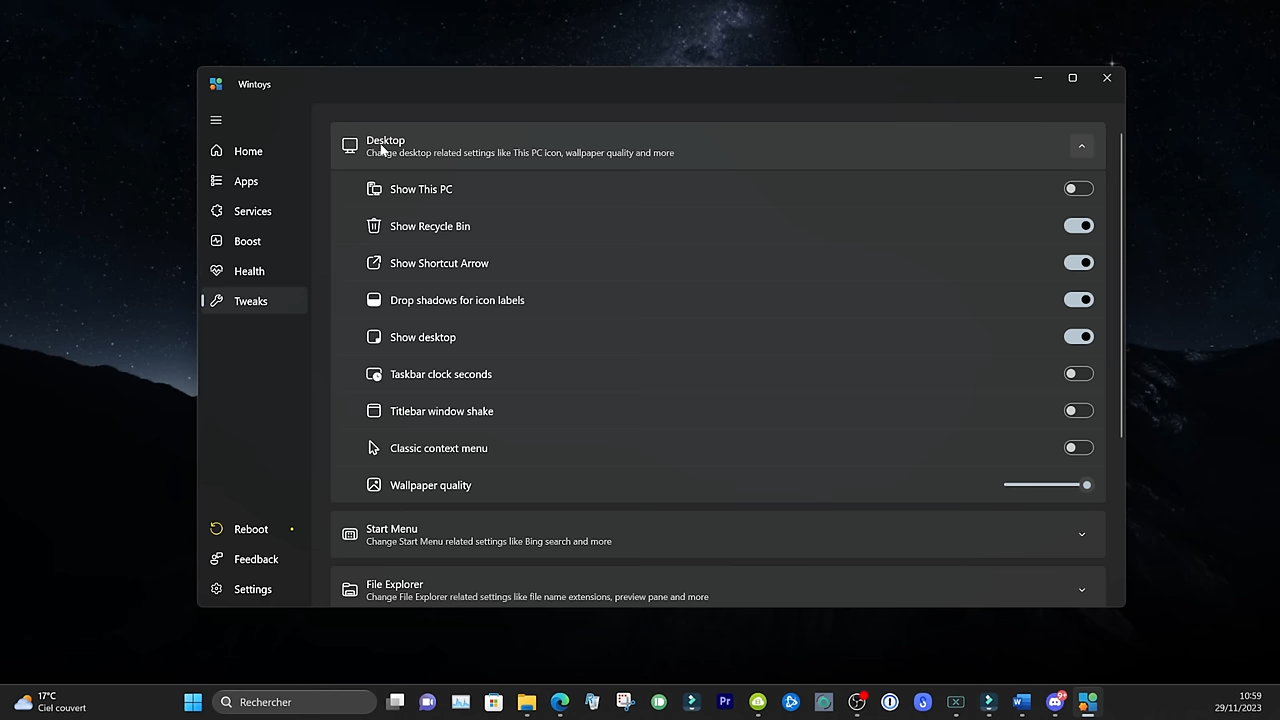 Wintoys
Home
Apps
Services
Boost
Health
Tweaks
Reboot
Feedback
Settings
Desktop
Change desktop related settings like This PC icon, wallpaper quality and more
Show This PC
Show Recycle Bin
Show Shortcut Arrow
Drop shadows for icon labels
Show desktop
Taskbar clock seconds
Titlebar window shake
Classic context menu
Wallpaper quality
Start Menu
Change Start Menu related settings like Bing search and more
File Explorer
Change File Explorer related settings like file name extensions, preview pane and more
17°C
Ciel couvert
Rechercher
Pr
9+
10:59
29/11/2023